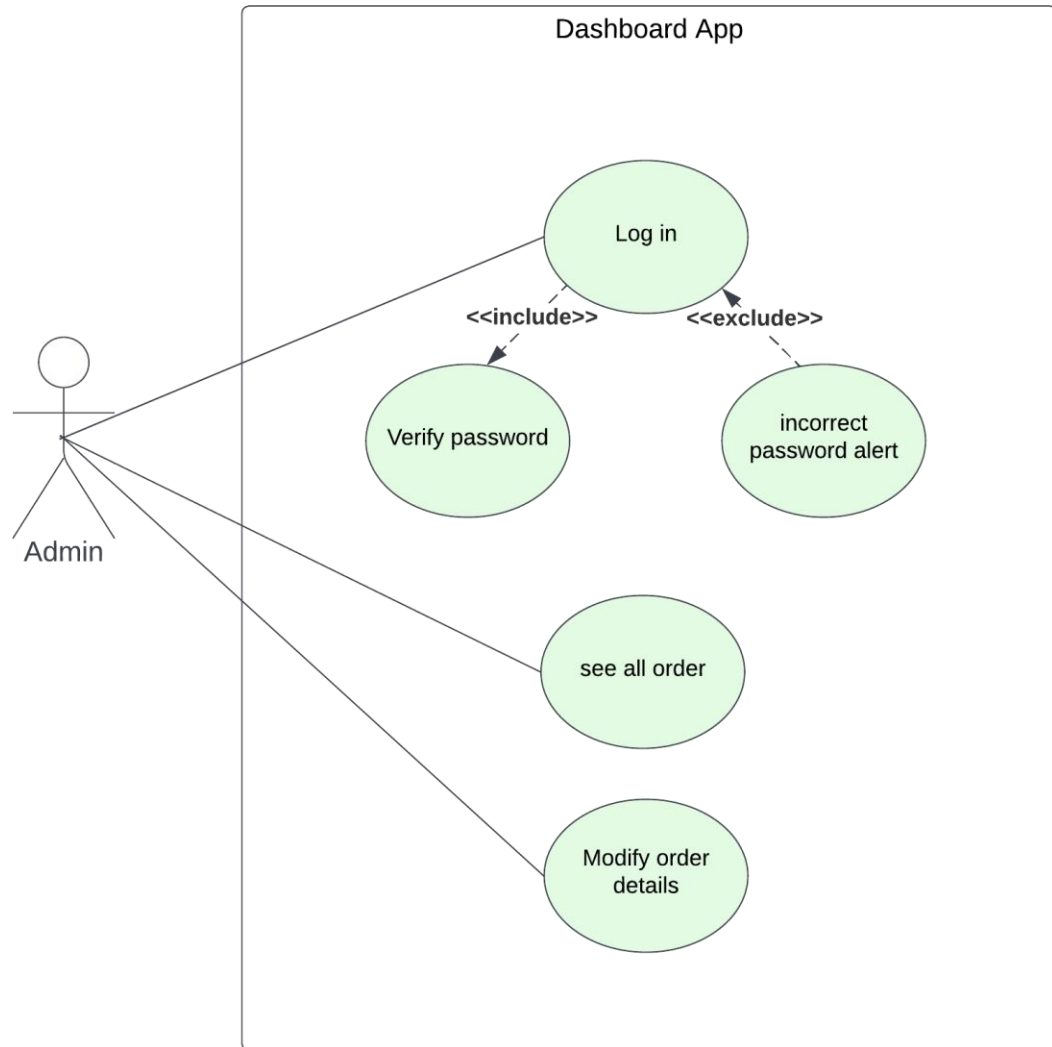 Dashboard App
Log in
<<include>>
<<exclude>>
Verify password
incorrect
password alert
Admin
see all order
Modify order
details